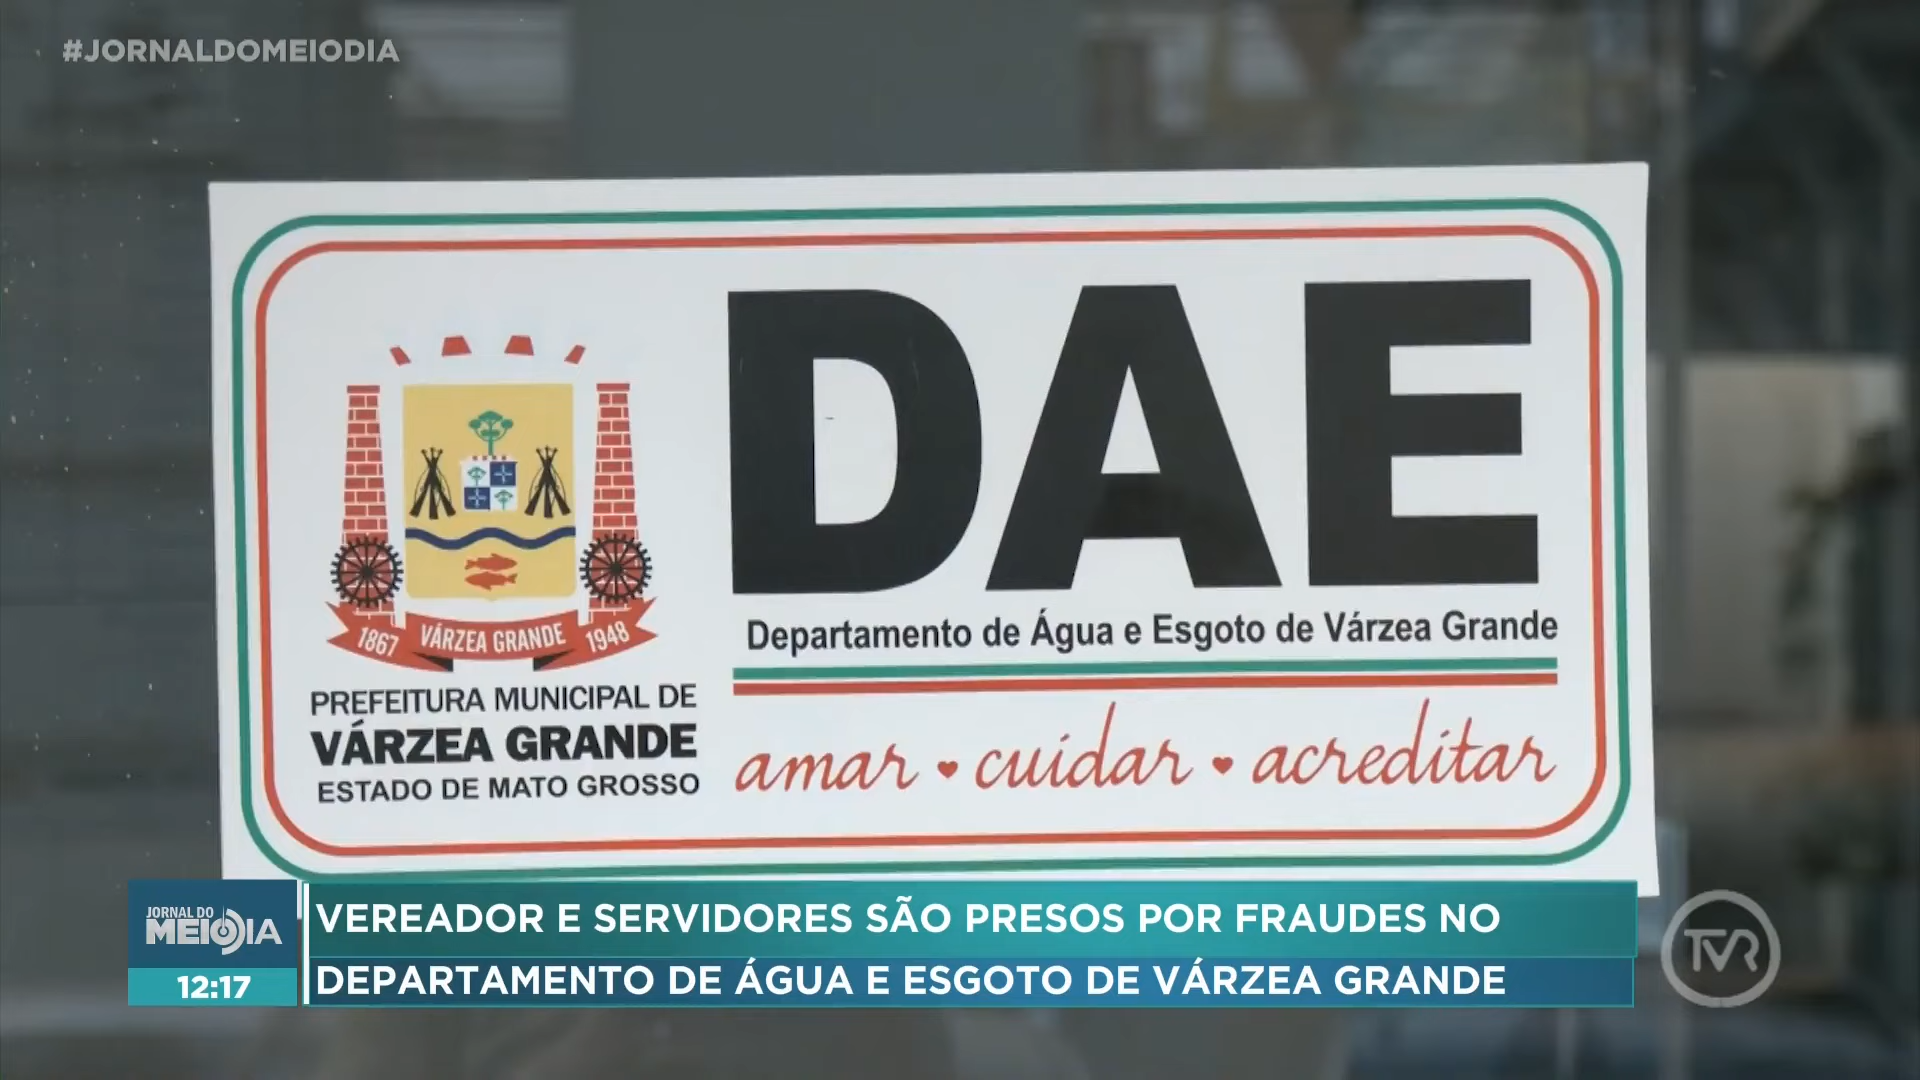 #JORNALDOMEIODIA
DAE
Departamento de Água e Esgoto de Várzea Grande
amar • cuidar • acreditar
1867 VÁRZEA GRANDE 1948
PREFEITURA MUNICIPAL DE
VÁRZEA GRANDE
ESTADO DE MATO GROSSO
JORNAL DO
MEIODIA
12:17
VEREADOR E SERVIDORES SÃO PRESOS POR FRAUDES NO
DEPARTAMENTO DE ÁGUA E ESGOTO DE VÁRZEA GRANDE
TVR